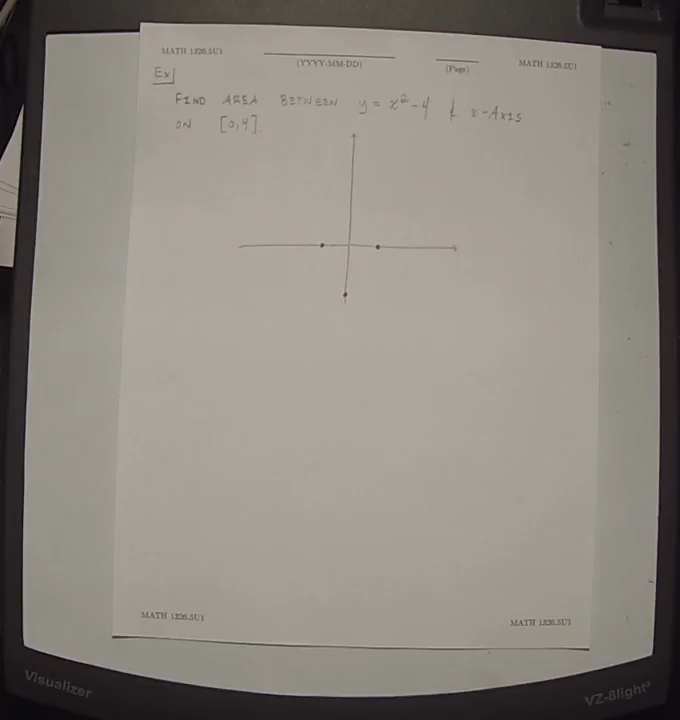 MATH 1326.5U1
(YYYY-MM-DD)
(Page)
MATH 1326.5U1
Ex
FIND AREA BETWEEN y = x²-4 & x-AXIS
ON [0,4].
MATH 1326.5U1
MATH 1326.5U1
Visualizer
VZ-8light³